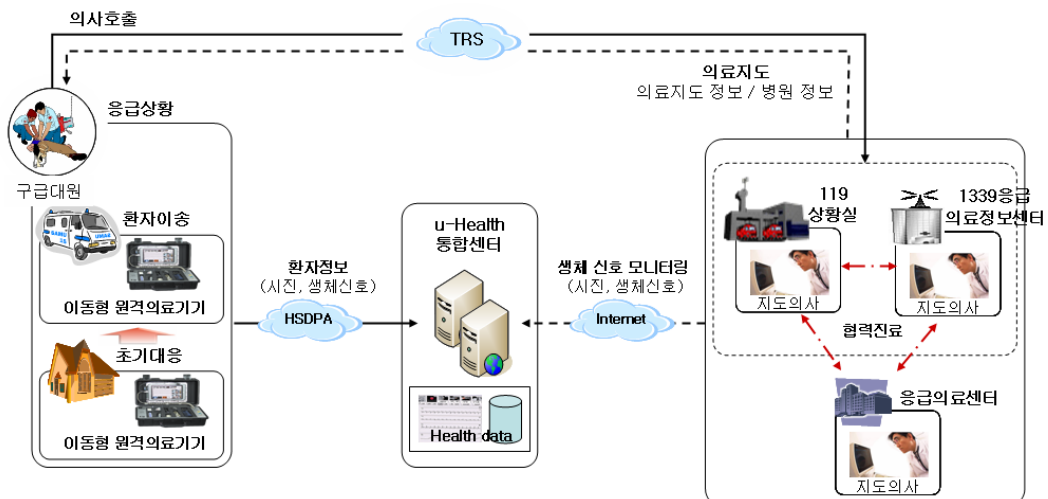 의사호출
TRS
의료지도
의료지도 정보 / 병원 정보
응급상황
구급대원
환자이송
이동형 원격의료기기
초기대응
이동형 원격의료기기
환자정보
(시진, 생체신호)
HSDPA
u-Health
통합센터
Health data
생체 신호 모니터링
(시진, 생체신호)
Internet
119
상황실
지도의사
1339응급
의료정보센터
지도의사
협력진료
응급의료센터
지도의사